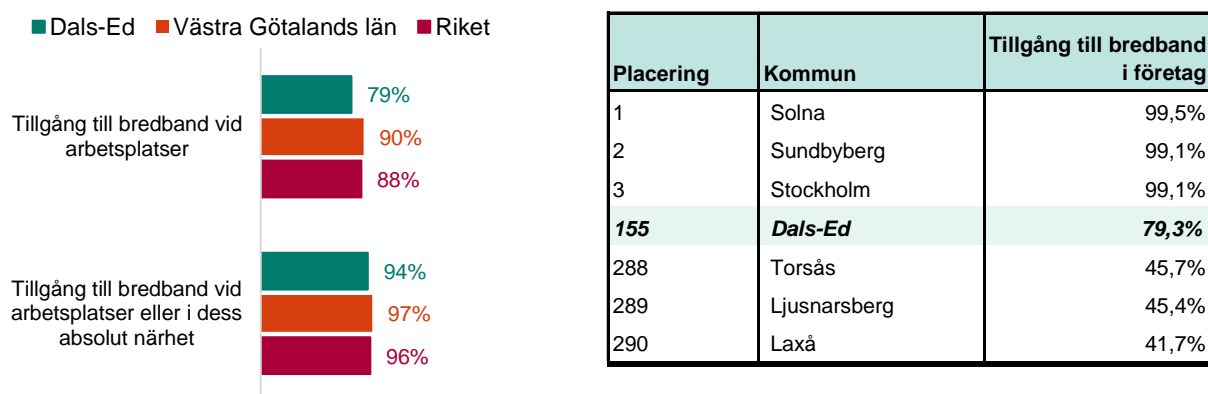 Dals-Ed Västra Götalands län Riket
Tillgång till bredband vid
arbetsplatser
79%
90%
88%
Tillgång till bredband vid
arbetsplatser eller i dess
absolut närhet
94%
97%
96%
Placering Kommun Tillgång till bredband i företag
1 Solna 99,5%
2 Sundbyberg 99,1%
3 Stockholm 99,1%
155 Dals-Ed 79,3%
288 Torsås 45,7%
289 Ljusnarsberg 45,4%
290 Laxå 41,7%